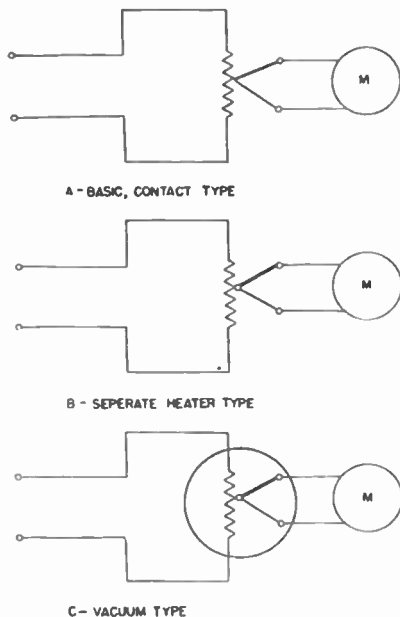 M
A - BASIC, CONTACT TYPE
M
B - SEPERATE HEATER TYPE
M
C - VACUUM TYPE